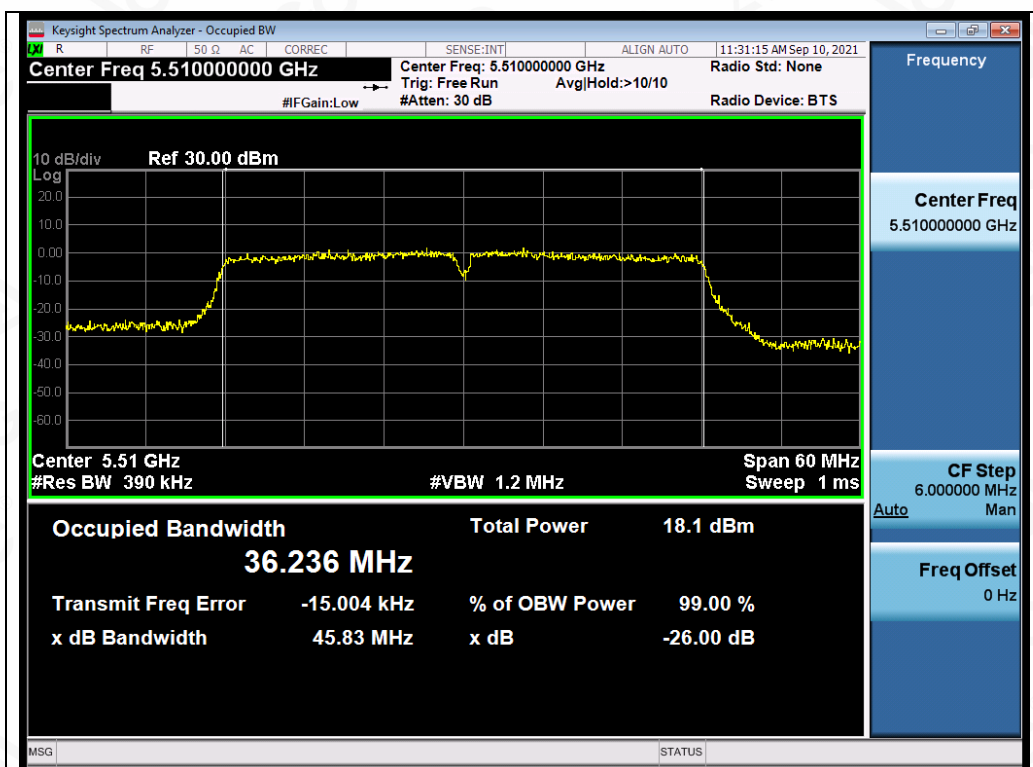 Keysight Spectrum Analyzer - Occupied BW
LXI R RF 50 Ω AC CORREC SENSE:INT ALIGN AUTO 11:31:15 AM Sep 10, 2021
Center Freq 5.510000000 GHz Center Freq: 5.510000000 GHz Radio Std: None
Trig: Free Run Avg|Hold:>10/10
#IFGain:Low #Atten: 30 dB Radio Device: BTS
Frequency
10 dB/div Ref 30.00 dBm
Log
20.0
10.0
0.00
-10.0
-20.0
-30.0
-40.0
-50.0
-60.0
Center 5.51 GHz Span 60 MHz
#Res BW 390 kHz #VBW 1.2 MHz Sweep 1 ms
Center Freq
5.510000000 GHz
CF Step
6.000000 MHz
Auto Man
Freq Offset
0 Hz
Occupied Bandwidth Total Power 18.1 dBm
36.236 MHz
Transmit Freq Error -15.004 kHz % of OBW Power 99.00 %
x dB Bandwidth 45.83 MHz x dB -26.00 dB
MSG STATUS